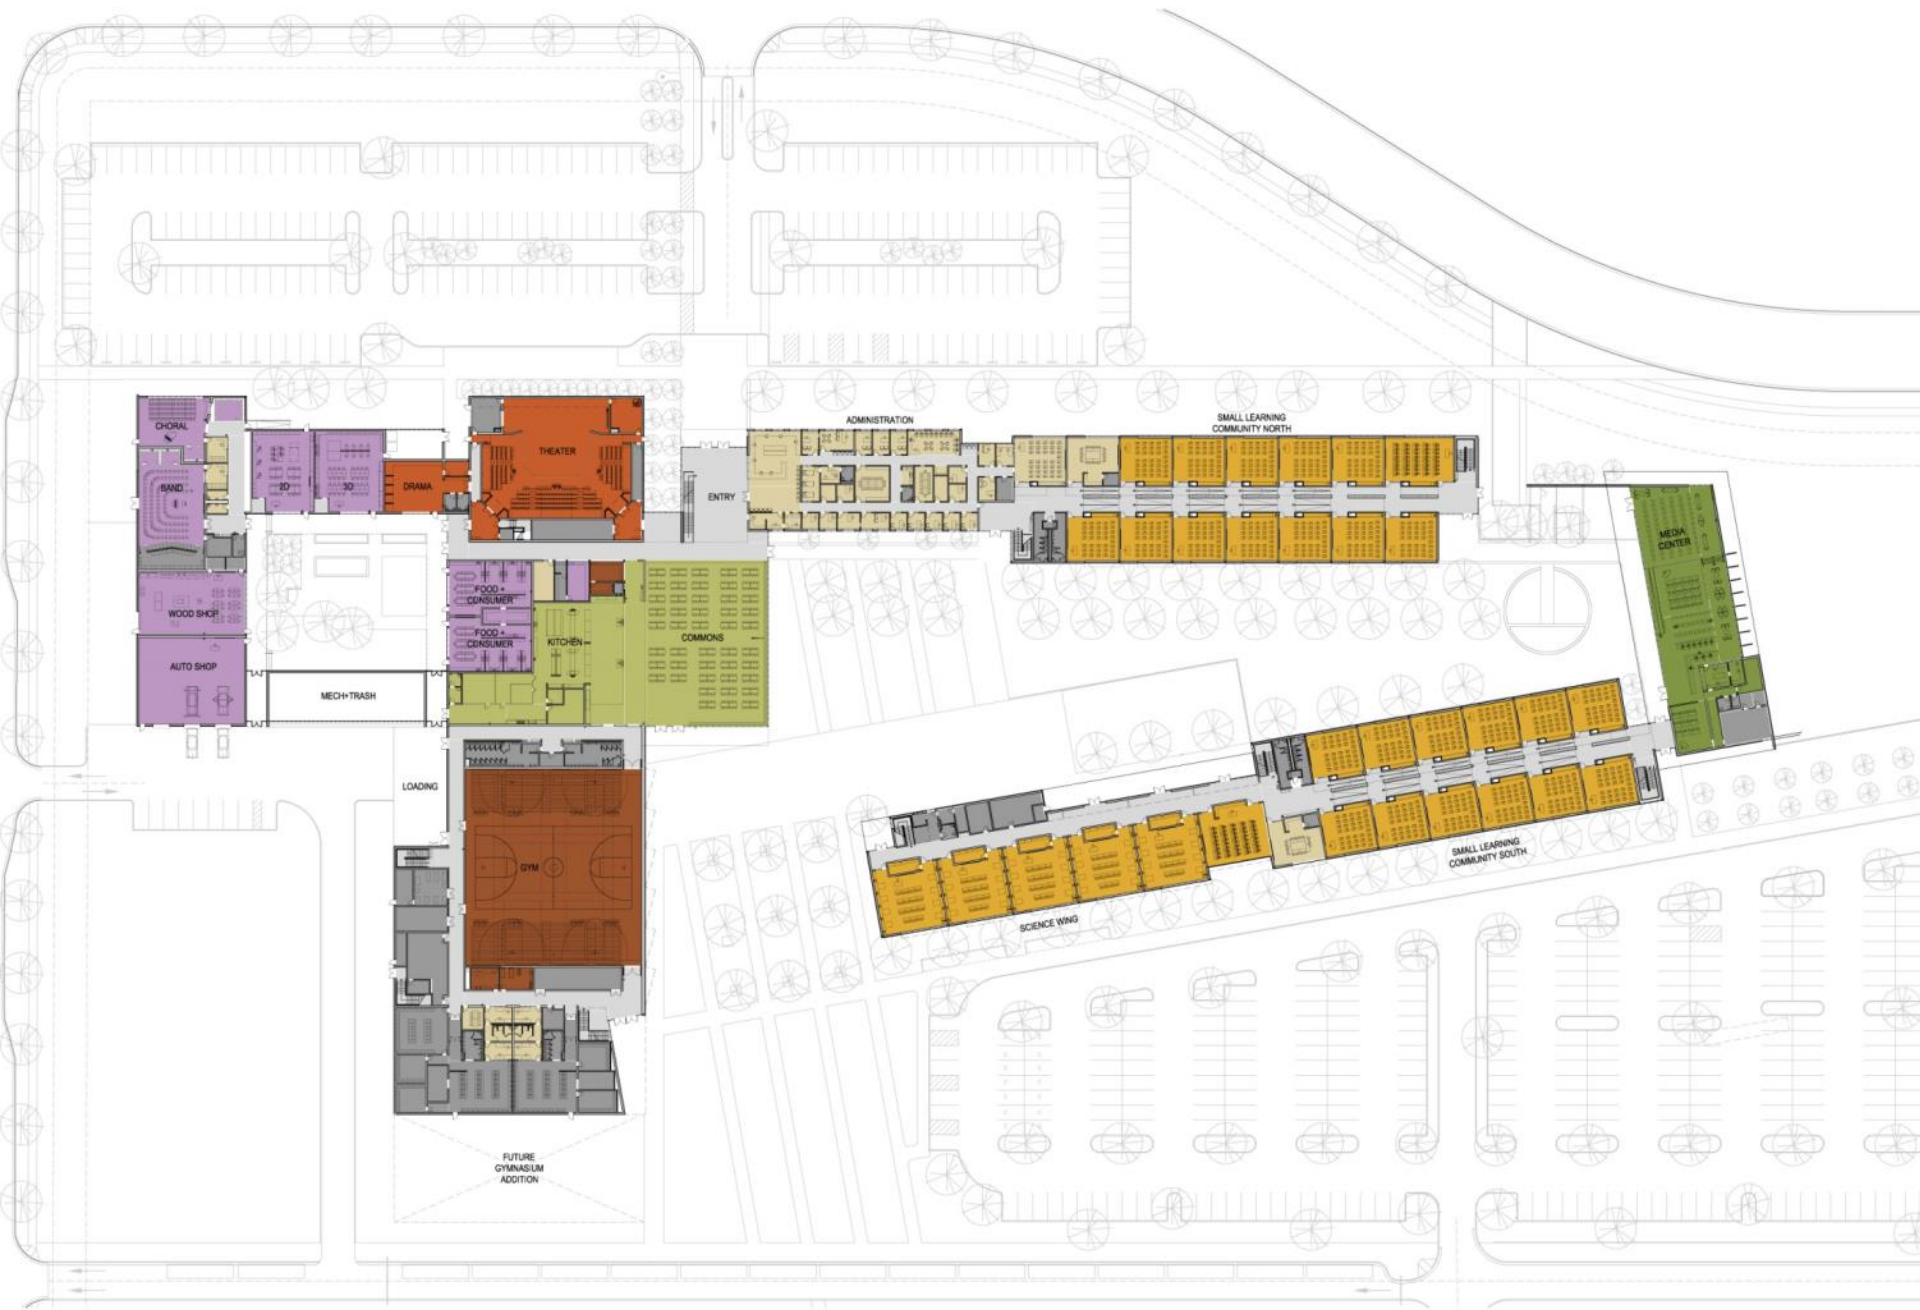 ADMINISTRATION
SMALL LEARNING
COMMUNITY NORTH
CHORAL
THEATER
BAND
2D
3D
DRAMA
ENTRY
MEDIA
CENTER
FOOD +
CONSUMER
WOOD SHOP
FOOD +
CONSUMER
KITCHEN
COMMONS
AUTO SHOP
MECH+TRASH
LOADING
GYM
SMALL LEARNING
COMMUNITY SOUTH
SCIENCE WING
FUTURE
GYMNASIUM
ADDITION